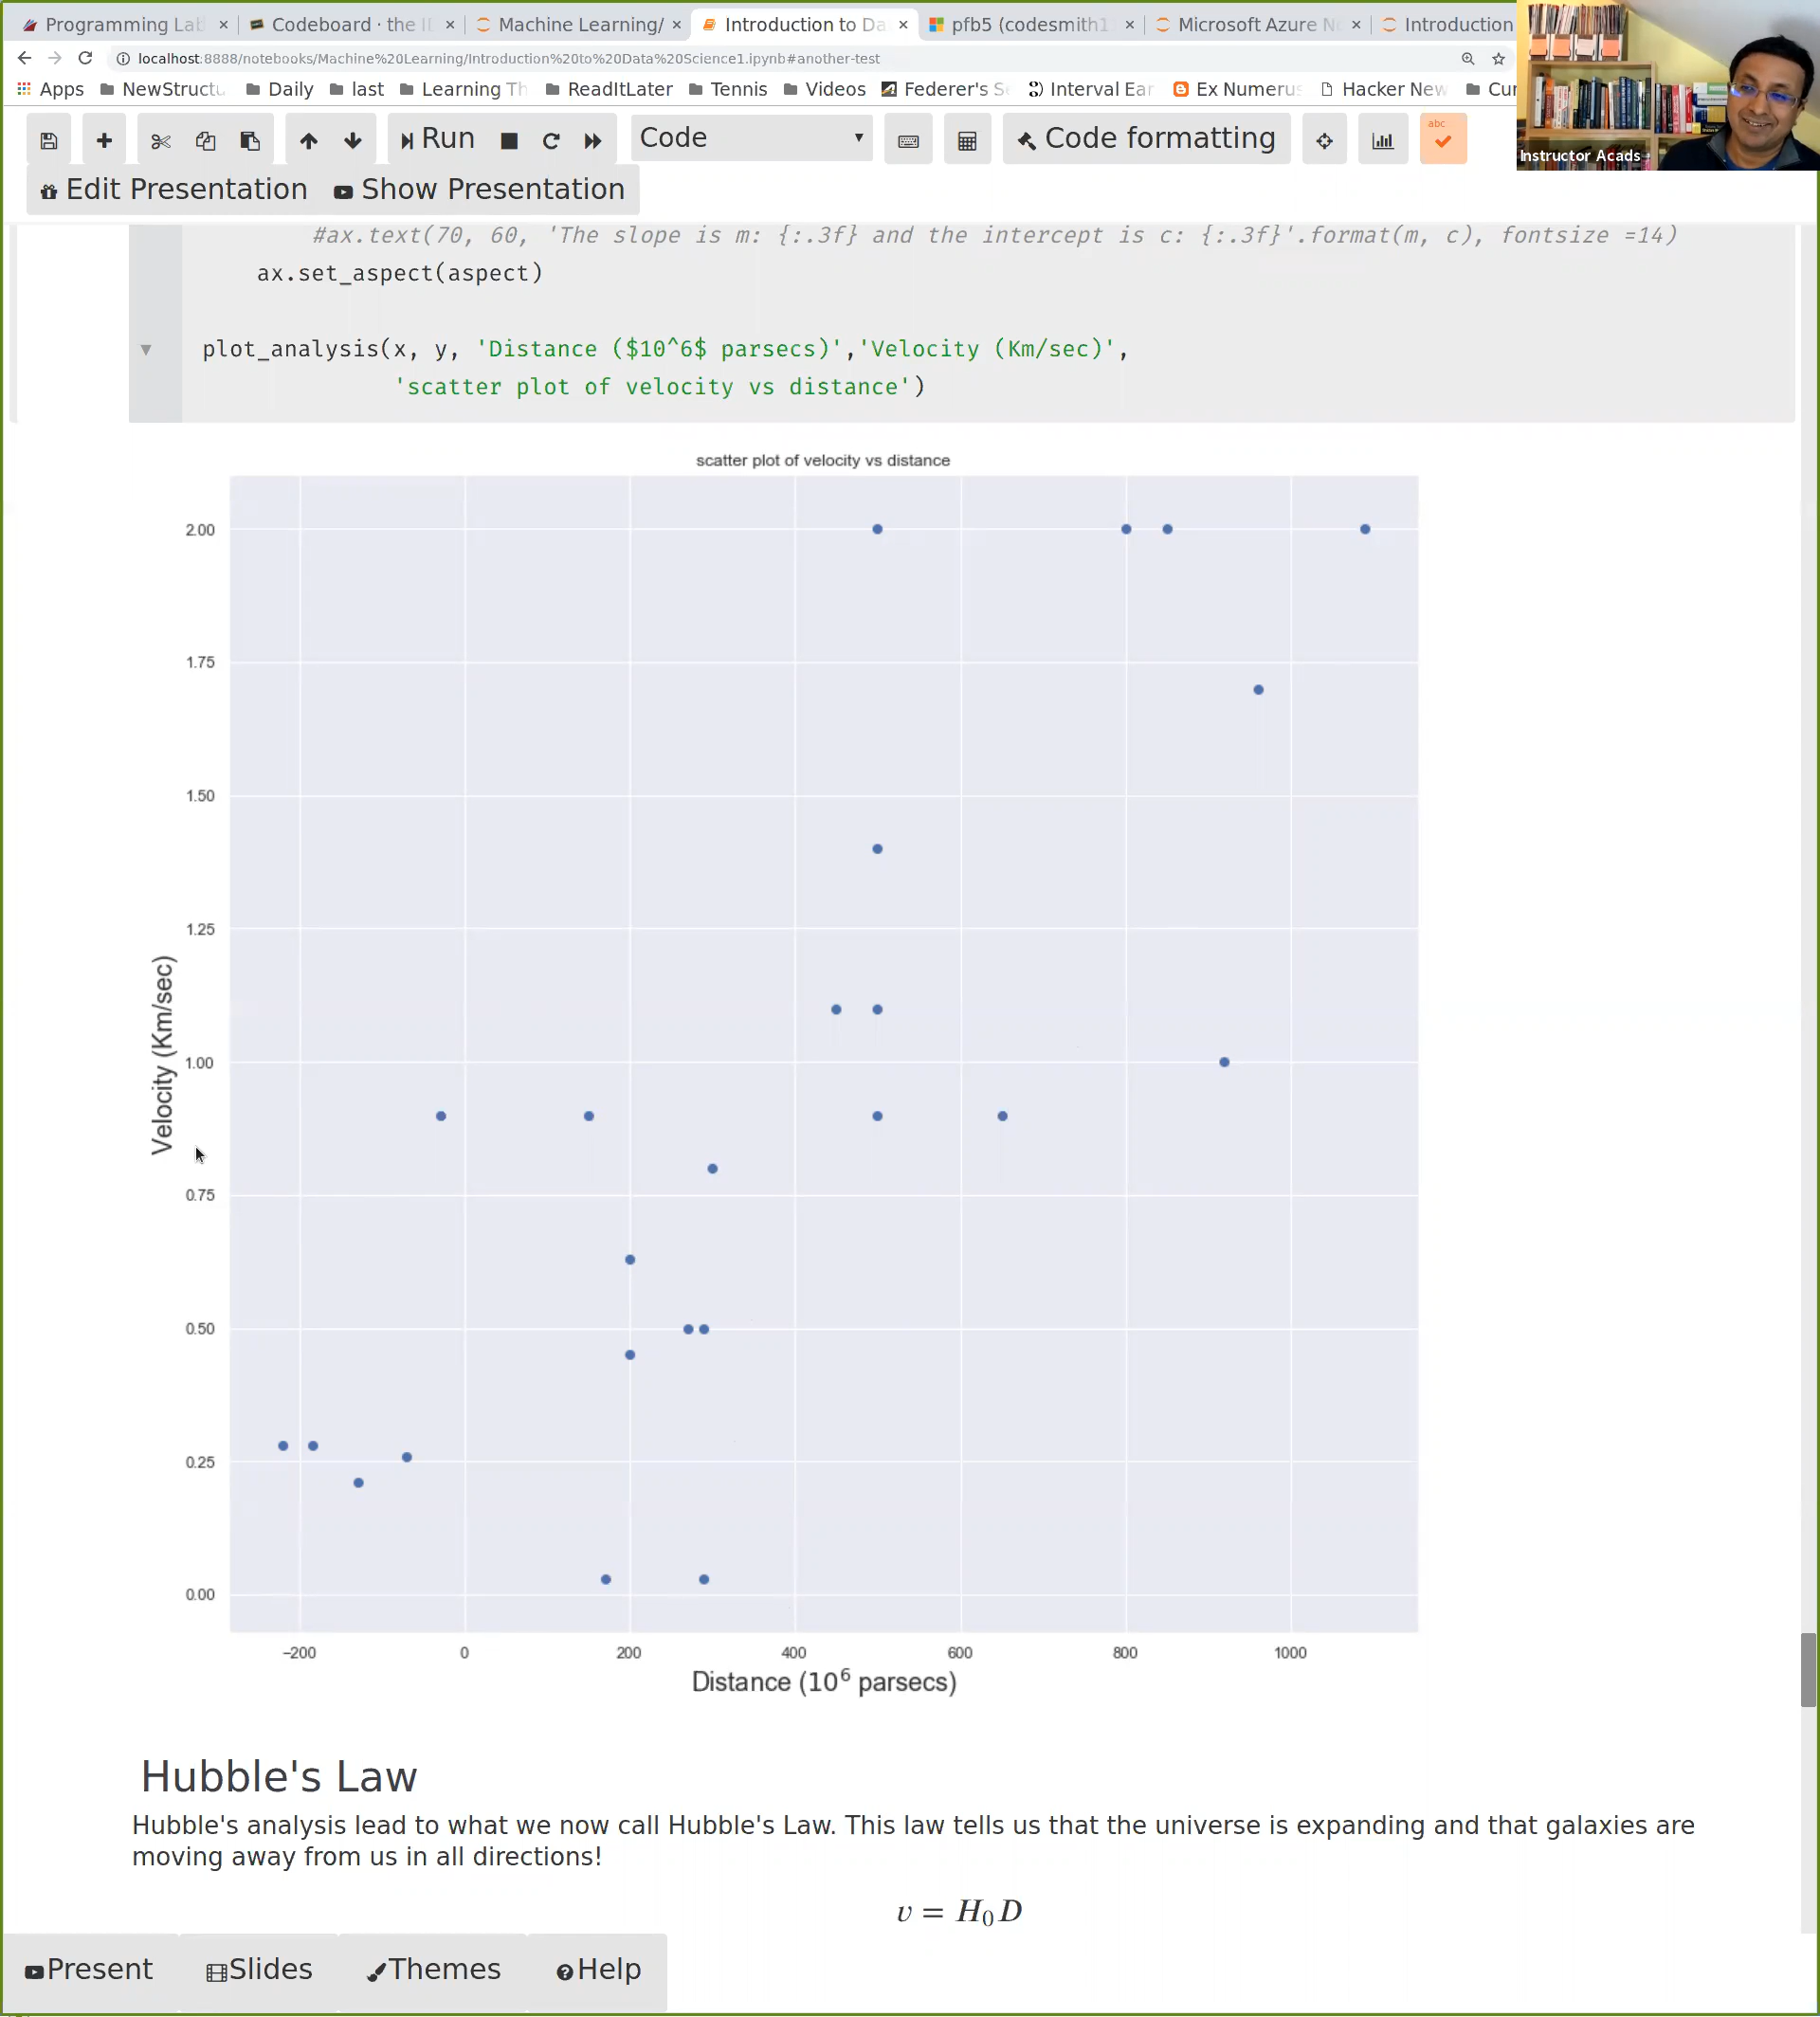 Programming Lab
Codeboard · the I
Machine Learning/
Introduction to Da
pfb5 (codesmith1
Microsoft Azure N
Introduction
localhost:8888/notebooks/Machine%20Learning/Introduction%20to%20Data%20Science1.ipynb#another-test
Apps NewStructu Daily last Learning Th ReadItLater Tennis Videos Federer's S Interval Ear Ex Numerus Hacker New Cur
Run
Code
Code formatting
abc
Instructor Acads
Edit Presentation Show Presentation
#ax.text(70, 60, 'The slope is m: {:.3f} and the intercept is c: {:.3f}'.format(m, c), fontsize =14)
ax.set_aspect(aspect)
plot_analysis(x, y, 'Distance ($10^6$ parsecs)','Velocity (Km/sec)',
'scatter plot of velocity vs distance')
scatter plot of velocity vs distance
2.00
1.75
1.50
1.25
1.00
0.75
0.50
0.25
0.00
Velocity (Km/sec)
−200 0 200 400 600 800 1000
Distance (10⁶ parsecs)
Hubble's Law
Hubble's analysis lead to what we now call Hubble's Law. This law tells us that the universe is expanding and that galaxies are
moving away from us in all directions!
v = H₀D
Present Slides Themes Help